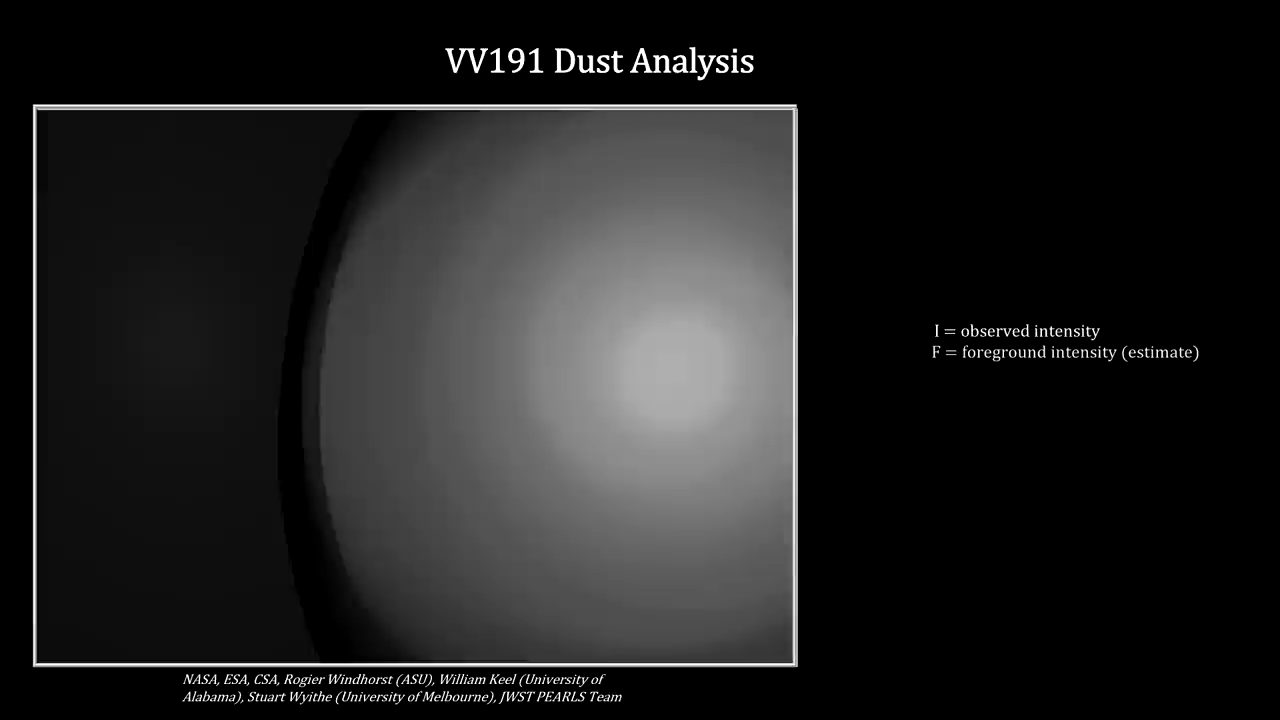 VV191 Dust Analysis
I = observed intensity
F = foreground intensity (estimate)
NASA, ESA, CSA, Rogier Windhorst (ASU), William Keel (University of
Alabama), Stuart Wyithe (University of Melbourne), JWST PEARLS Team